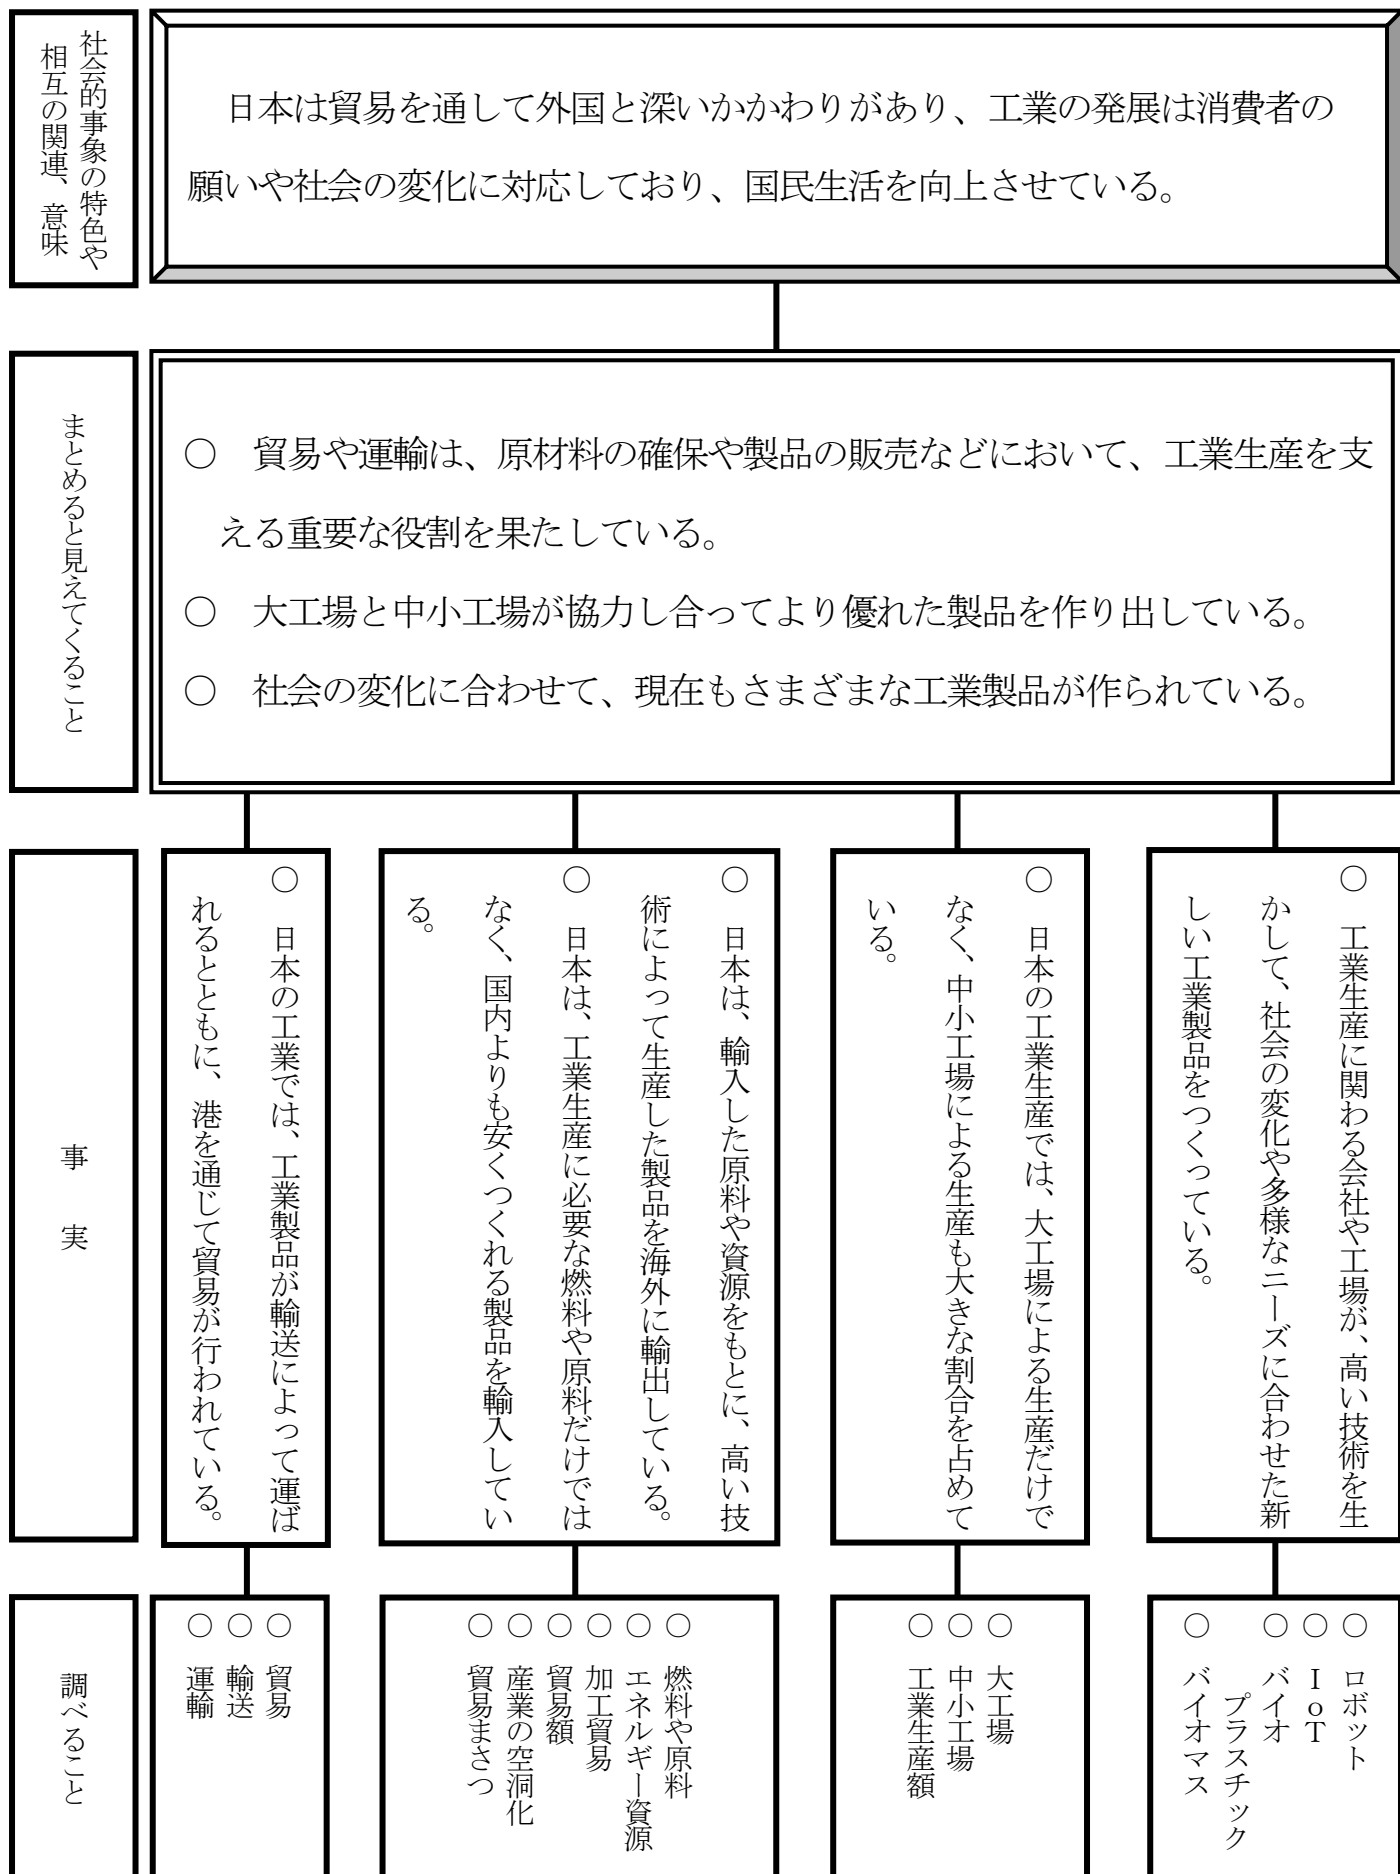 社会的事象の特色や
相互の関連、意味
日本は貿易を通して外国と深いかかわりがあり、工業の発展は消費者の
願いや社会の変化に対応しており、国民生活を向上させている。
まとめると見えてくること
○　貿易や運輸は、原材料の確保や製品の販売などにおいて、工業生産を支
える重要な役割を果たしている。
○　大工場と中小工場が協力し合ってより優れた製品を作り出している。
○　社会の変化に合わせて、現在もさまざまな工業製品が作られている。
事　実
○　工業生産に関わる会社や工場が、高い技術を生
かして、社会の変化や多様なニーズに合わせた新
しい工業製品をつくっている。
○　日本の工業生産では、大工場による生産だけで
なく、中小工場による生産も大きな割合を占めて
いる。
○　日本は、輸入した原料や資源をもとに、高い技
術によって生産した製品を海外に輸出している。
○　日本は、工業生産に必要な燃料や原料だけでは
なく、国内よりも安くつくれる製品を輸入してい
る。
○　日本の工業では、工業製品が輸送によって運ば
れるとともに、港を通じて貿易が行われている。
調べること
○　ロボット
○　ＩｏＴ
○　バイオ
プラスチック
○　バイオマス
○　大工場
○　中小工場
○　工業生産額
○　燃料や原料
○　エネルギー資源
○　加工貿易
○　貿易額
○　産業の空洞化
○　貿易まさつ
○　貿易
○　輸送
○　運輸